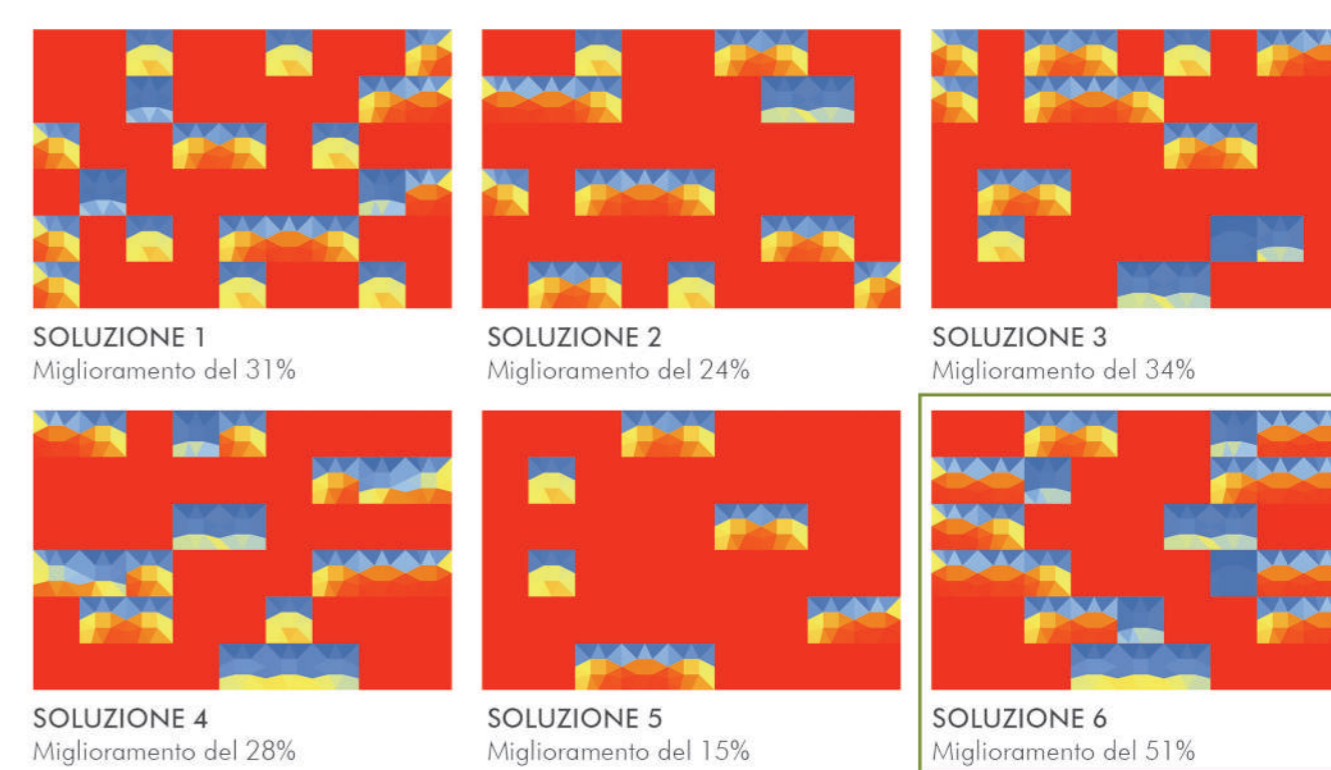 SOLUZIONE 1
Miglioramento del 31%
SOLUZIONE 2
Miglioramento del 24%
SOLUZIONE 3
Miglioramento del 34%
SOLUZIONE 4
Miglioramento del 28%
SOLUZIONE 5
Miglioramento del 15%
SOLUZIONE 6
Miglioramento del 51%